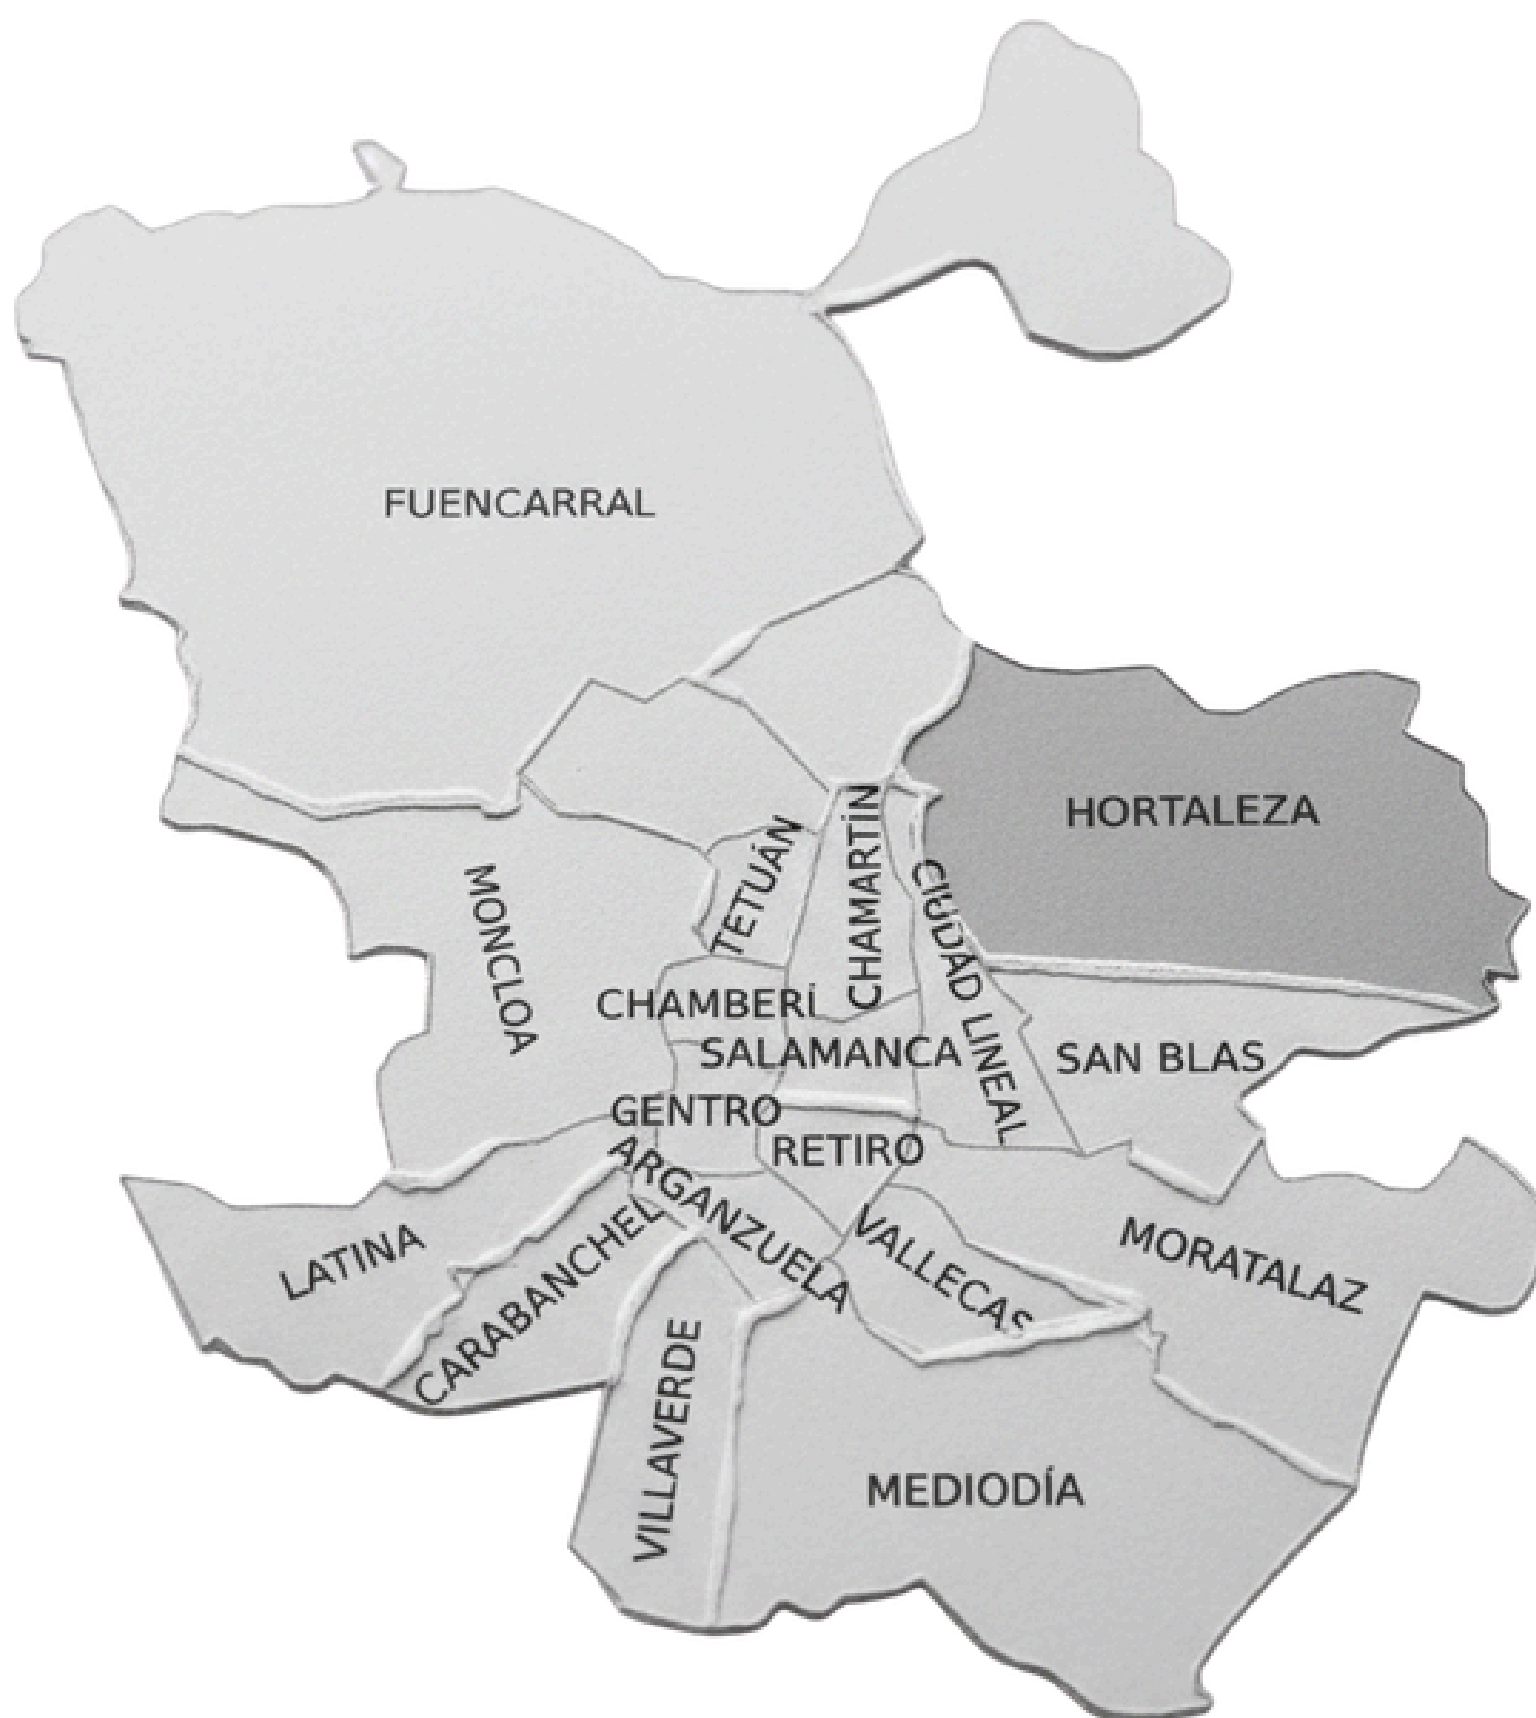 FUENCARRAL
HORTALEZA
TETUÁN
CHAMARTÍN
CIUDAD LINEAL
MONCLOA
CHAMBERÍ
SALAMANCA
SAN BLAS
GENTRO
RETIRO
ARGANZUELA
LATINA
CARABANCHEL
VALLECAS
MORATALAZ
VILLAVERDE
MEDIODÍA